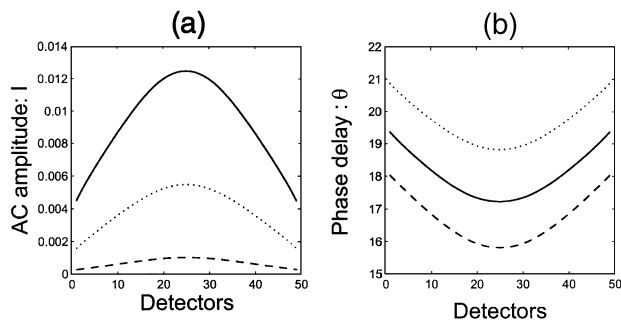 (a)
AC amplitude: I
0.014
0.012
0.01
0.008
0.006
0.004
0.002
0
0 10 20 30 40 50
Detectors
(b)
Phase delay : θ
22
21
20
19
18
17
16
15
0 10 20 30 40 50
Detectors